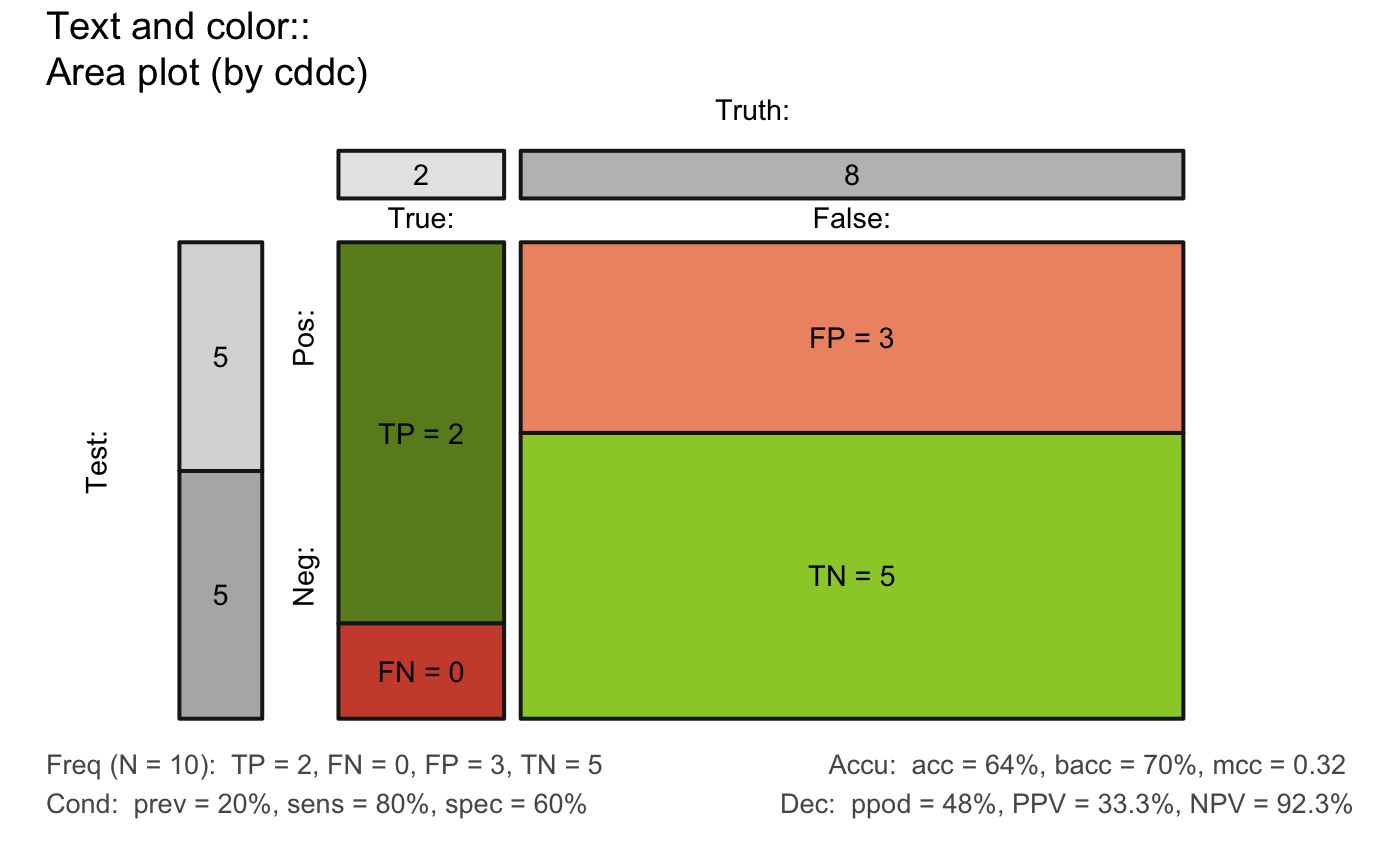 Text and color::
Area plot (by cddc)
Truth:
2
8
True:
False:
5
Pos:
FP = 3
TP = 2
Test:
Neg:
5
TN = 5
FN = 0
Freq (N = 10):  TP = 2, FN = 0, FP = 3, TN = 5
Accu:  acc = 64%, bacc = 70%, mcc = 0.32
Cond:  prev = 20%, sens = 80%, spec = 60%
Dec:  ppod = 48%, PPV = 33.3%, NPV = 92.3%